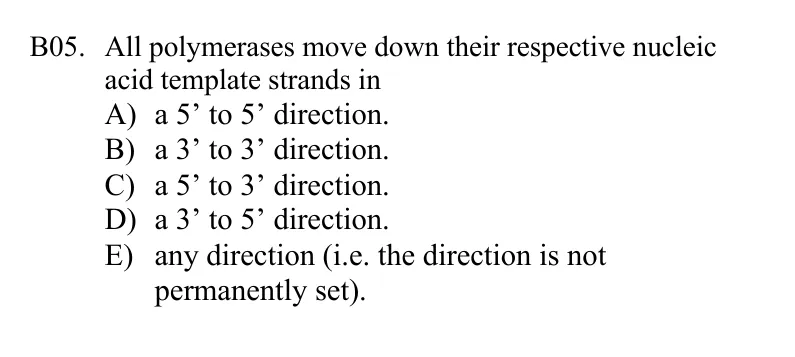 B05. All polymerases move down their respective nucleic
acid template strands in
A) a 5’ to 5’ direction.
B) a 3’ to 3’ direction.
C) a 5’ to 3’ direction.
D) a 3’ to 5’ direction.
E) any direction (i.e. the direction is not
permanently set).